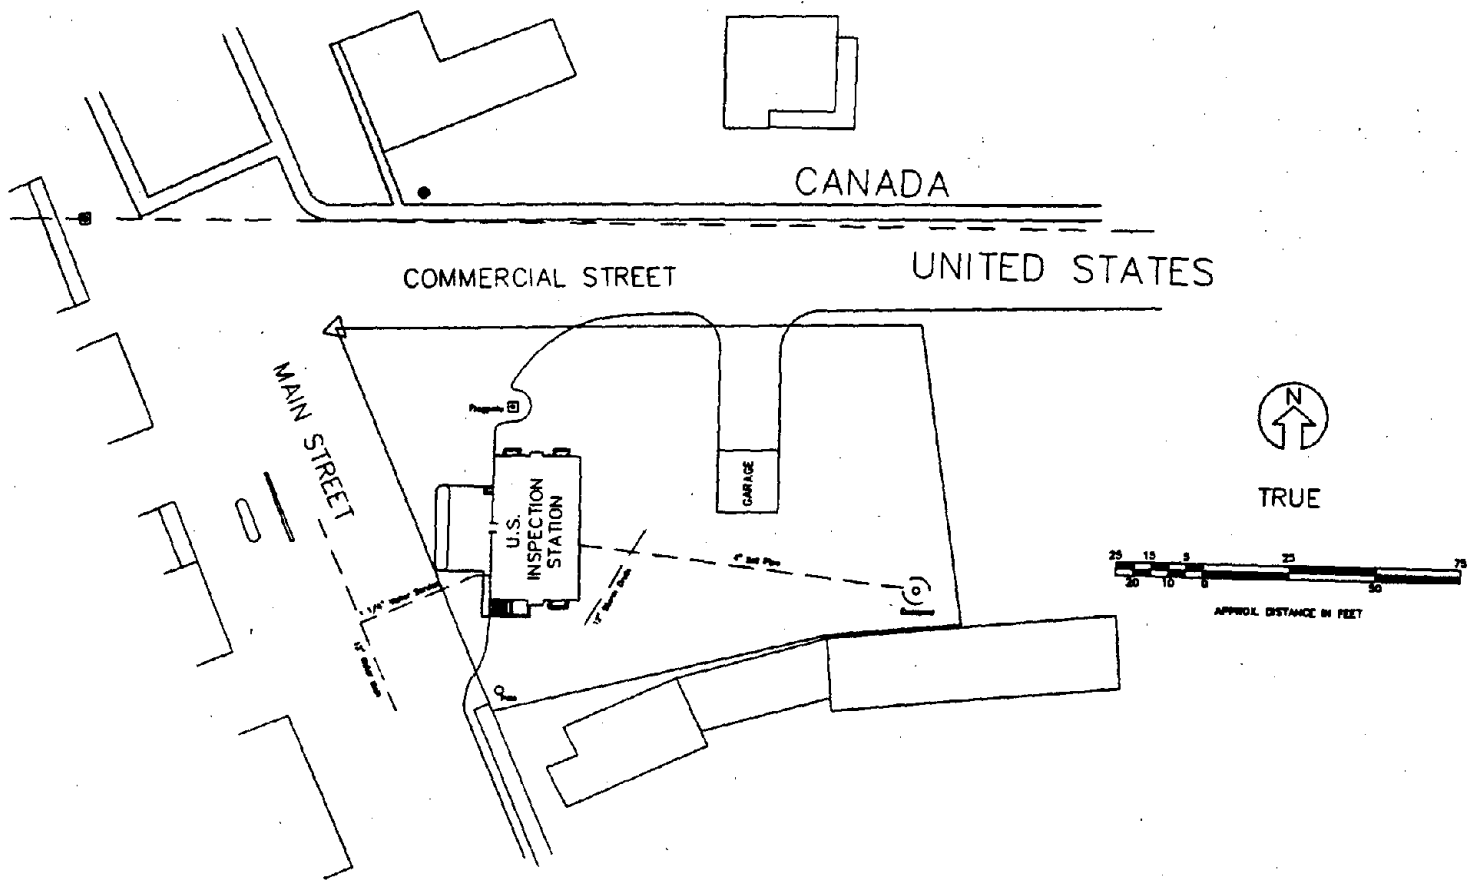 CANADA
COMMERCIAL STREET
UNITED STATES
MAIN STREET
N
TRUE
U.S.
INSPECTION
STATION
GARAGE
25 15 5 25 75
20 10 0 50
APPROX. DISTANCE IN FEET